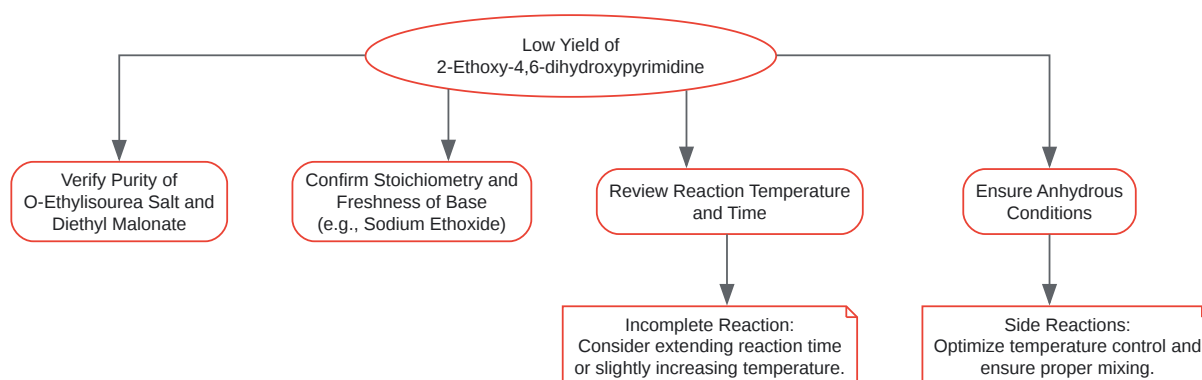 Low Yield of
2-Ethoxy-4,6-dihydroxypyrimidine
Verify Purity of
O-Ethylisourea Salt and
Diethyl Malonate
Confirm Stoichiometry and
Freshness of Base
(e.g., Sodium Ethoxide)
Review Reaction Temperature
and Time
Ensure Anhydrous
Conditions
Incomplete Reaction:
Consider extending reaction time
or slightly increasing temperature.
Side Reactions:
Optimize temperature control and
ensure proper mixing.